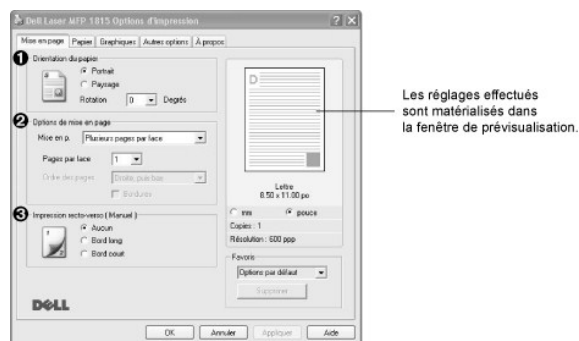 Dell Laser MFP 1815 Options d'impression
Mise en page Papier Graphiques Autres options À propos
1 Orientation du papier
Portrait
Paysage
Rotation 0 Degrés
2 Options de mise en page
Mise en p. Plusieurs pages par face
Pages par face 1
Ordre des pages Droite, puis bas
Bordures
3 Impression recto-verso (Manuel)
Aucun
Bord long
Bord court
DELL
D
Lettre
8.50 x 11.00 po
mm pouce
Copies : 1
Résolution : 600 ppp
Favoris
Options par défaut
Supprimer
OK Annuler Appliquer Aide
Les réglages effectués
sont matérialisés dans
la fenêtre de prévisualisation.